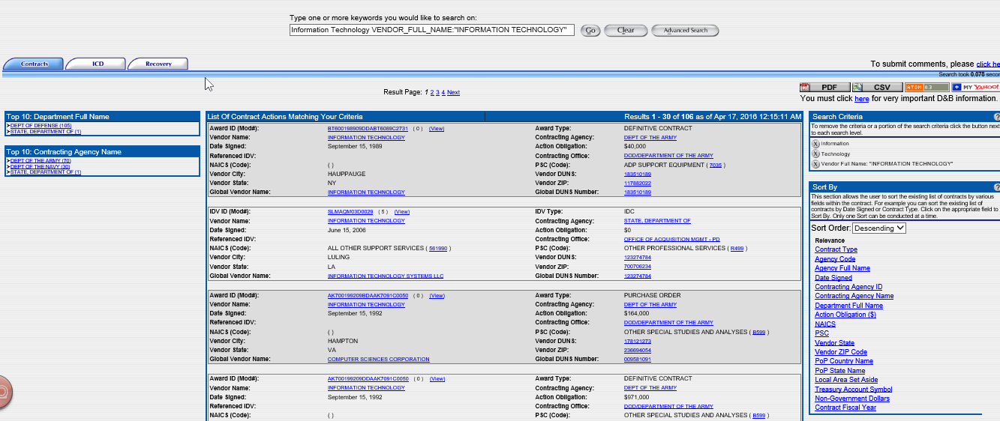 Type one or more keywords you would like to search on:
Information Technology VENDOR_FULL_NAME:"INFORMATION TECHNOLOGY" Go Clear Advanced Search
Contracts ICD Recovery
To submit comments, please click he
Search took 0.078 secon
Result Page: 1 2 3 4 Next
PDF CSV ATOM 0.3 MY YAHOO!
You must click here for very important D&B information.
Top 10: Department Full Name
DEPT OF DEFENSE (105)
STATE, DEPARTMENT OF (1)
Top 10: Contracting Agency Name
DEPT OF THE ARMY (70)
DEPT OF THE NAVY (30)
STATE, DEPARTMENT OF (1)
List Of Contract Actions Matching Your Criteria Results 1 - 30 of 106 as of Apr 17, 2016 12:15:11 AM
Award ID (Mod#): BT600198909DDABT6089C2731 ( 0 ) (View) Award Type: DEFINITIVE CONTRACT
Vendor Name: INFORMATION TECHNOLOGY Contracting Agency: DEPT OF THE ARMY
Date Signed: September 15, 1989 Action Obligation: $40,000
Referenced IDV: Contracting Office: DOD/DEPARTMENT OF THE ARMY
NAICS (Code): ( ) PSC (Code): ADP SUPPORT EQUIPMENT ( 7035 )
Vendor City: HAUPPAUGE Vendor DUNS: 183510189
Vendor State: NY Vendor ZIP: 117882022
Global Vendor Name: INFORMATION TECHNOLOGY Global DUNS Number: 183510189
IDV ID (Mod#): SLMAQM03D0029 ( 5 ) (View) IDV Type: IDC
Vendor Name: INFORMATION TECHNOLOGY Contracting Agency: STATE, DEPARTMENT OF
Date Signed: June 15, 2006 Action Obligation: $0
Referenced IDV: Contracting Office: OFFICE OF ACQUISITION MGMT - PD
NAICS (Code): ALL OTHER SUPPORT SERVICES ( 561990 ) PSC (Code): OTHER PROFESSIONAL SERVICES ( R499 )
Vendor City: LULING Vendor DUNS: 123274784
Vendor State: LA Vendor ZIP: 700706234
Global Vendor Name: INFORMATION TECHNOLOGY SYSTEMS LLC Global DUNS Number: 123274784
Award ID (Mod#): AK700199209BDAAK7091C0050 ( 0 ) (View) Award Type: PURCHASE ORDER
Vendor Name: INFORMATION TECHNOLOGY Contracting Agency: DEPT OF THE ARMY
Date Signed: September 15, 1992 Action Obligation: $164,000
Referenced IDV: Contracting Office: DOD/DEPARTMENT OF THE ARMY
NAICS (Code): ( ) PSC (Code): OTHER SPECIAL STUDIES AND ANALYSES ( B599 )
Vendor City: HAMPTON Vendor DUNS: 178121273
Vendor State: VA Vendor ZIP: 236694054
Global Vendor Name: COMPUTER SCIENCES CORPORATION Global DUNS Number: 009581091
Award ID (Mod#): AK700199209DDAAK7091C0050 ( 0 ) (View) Award Type: DEFINITIVE CONTRACT
Vendor Name: INFORMATION TECHNOLOGY Contracting Agency: DEPT OF THE ARMY
Date Signed: September 15, 1992 Action Obligation: $971,000
Referenced IDV: Contracting Office: DOD/DEPARTMENT OF THE ARMY
NAICS (Code): ( ) PSC (Code): OTHER SPECIAL STUDIES AND ANALYSES ( B599 )
Search Criteria ?
To remove the criteria or a portion of the search criteria click the button next
to each search level.
X Information
X Technology
X Vendor Full Name: "INFORMATION TECHNOLOGY"
Sort By ?
This section allows the user to sort the existing list of contracts by various
fields within the contract. For example you can sort the existing list of
contracts by Date Signed or Contract Type. Click on the appropriate field to
Sort By. Only one Sort can be conducted at a time.
Sort Order: Descending
Relevance
Contract Type
Agency Code
Agency Full Name
Date Signed
Contracting Agency ID
Contracting Agency Name
Department Full Name
Action Obligation ($)
NAICS
PSC
Vendor State
Vendor ZIP Code
PoP Country Name
PoP State Name
Local Area Set Aside
Treasury Account Symbol
Non-Government Dollars
Contract Fiscal Year